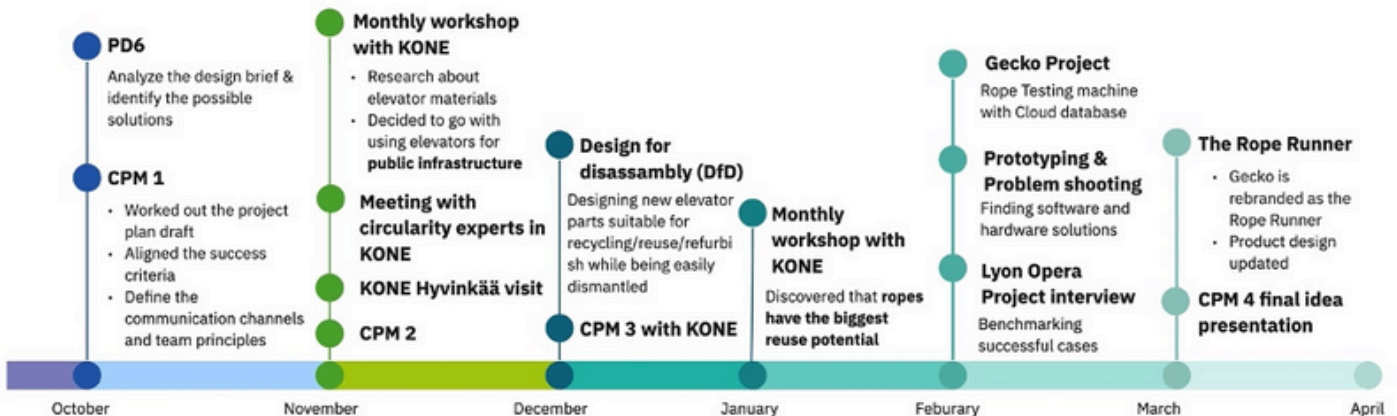 PD6
Analyze the design brief &
identify the possible
solutions
CPM 1
• Worked out the project
plan draft
• Aligned the success
criteria
• Define the
communication channels
and team principles
Monthly workshop
with KONE
• Research about
elevator materials
• Decided to go with
using elevators for
public infrastructure
Meeting with
circularity experts in
KONE
KONE Hyvinkää visit
CPM 2
Design for
disassambly (DfD)
Designing new elevator
parts suitable for
recycling/reuse/refurbi
sh while being easily
dismantled
CPM 3 with KONE
Monthly
workshop with
KONE
Discovered that ropes
have the biggest
reuse potential
Gecko Project
Rope Testing machine
with Cloud database
Prototyping &
Problem shooting
Finding software and
hardware solutions
Lyon Opera
Project interview
Benchmarking
successful cases
The Rope Runner
• Gecko is
rebranded as the
Rope Runner
• Product design
updated
CPM 4 final idea
presentation
October
November
December
January
Feburary
March
April